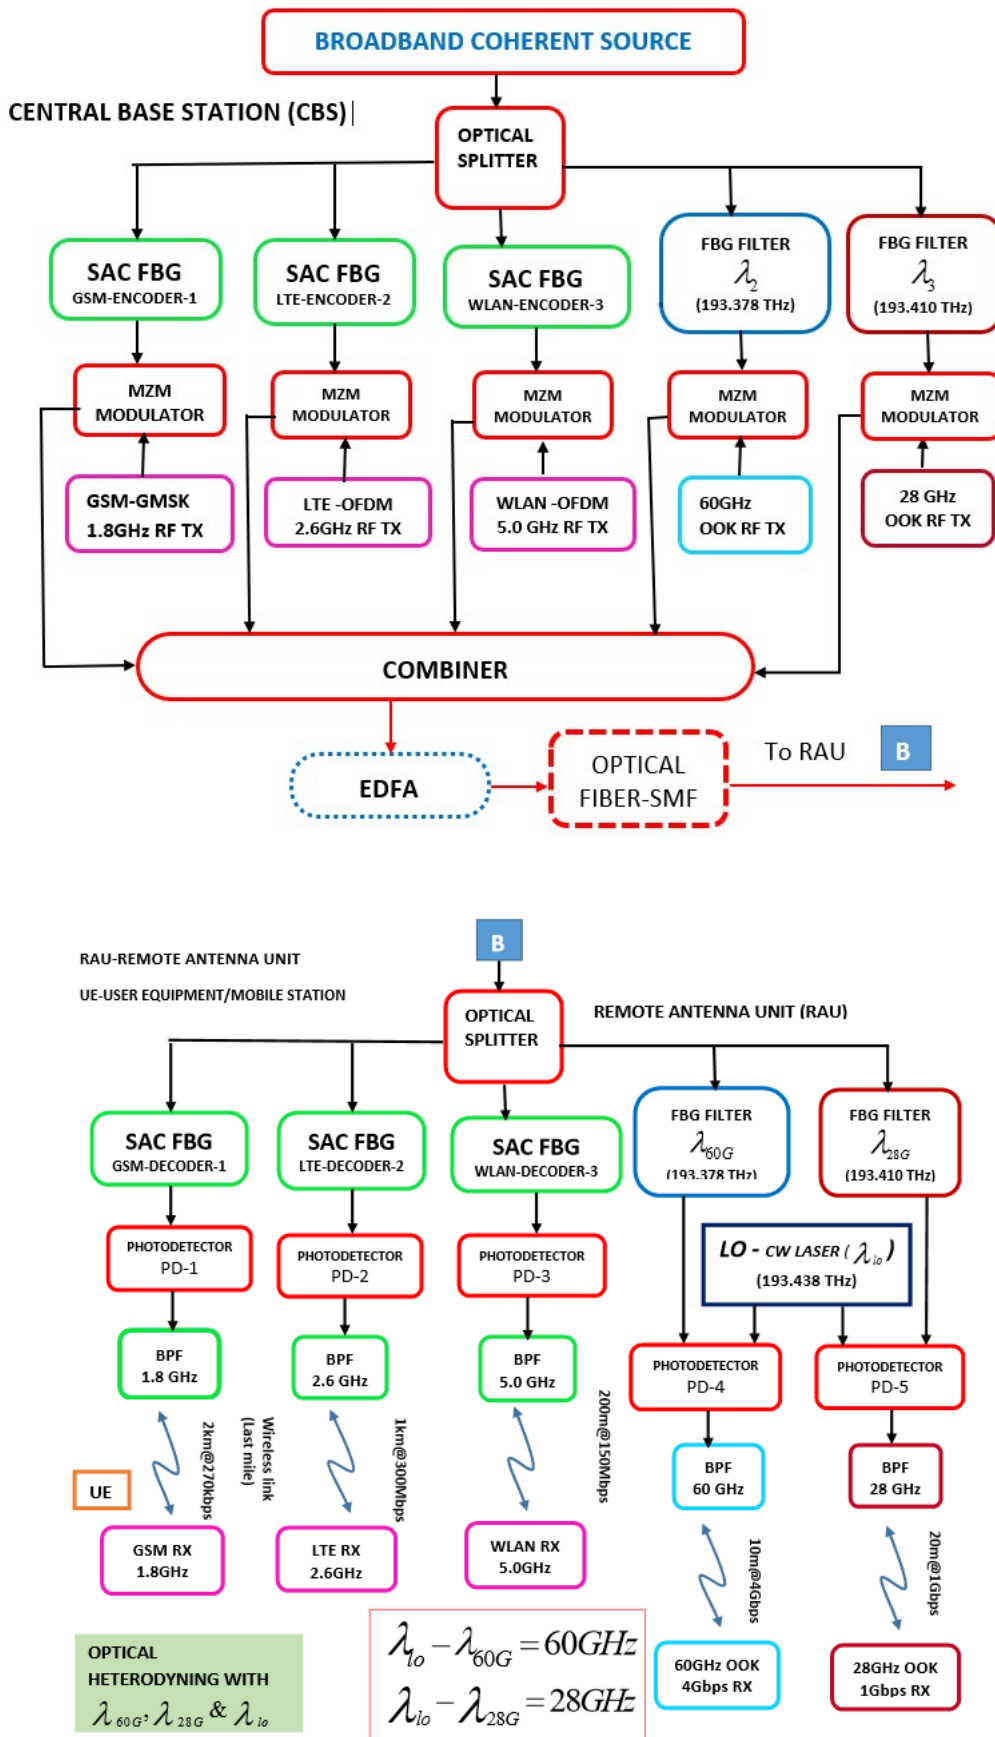 BROADBAND COHERENT SOURCE
CENTRAL BASE STATION (CBS)|
OPTICAL
SPLITTER
SAC FBG
GSM-ENCODER-1
SAC FBG
LTE-ENCODER-2
SAC FBG
WLAN-ENCODER-3
FBG FILTER
λ2
(193.378 THz)
FBG FILTER
λ3
(193.410 THz)
MZM
MODULATOR
MZM
MODULATOR
MZM
MODULATOR
MZM
MODULATOR
MZM
MODULATOR
GSM-GMSK
1.8GHz RF TX
LTE -OFDM
2.6GHz RF TX
WLAN -OFDM
5.0 GHz RF TX
60GHz
OOK RF TX
28 GHz
OOK RF TX
COMBINER
EDFA
OPTICAL
FIBER-SMF
To RAU
B
B
RAU-REMOTE ANTENNA UNIT
UE-USER EQUIPMENT/MOBILE STATION
OPTICAL
SPLITTER
REMOTE ANTENNA UNIT (RAU)
SAC FBG
GSM-DECODER-1
SAC FBG
LTE-DECODER-2
SAC FBG
WLAN-DECODER-3
FBG FILTER
λ60G
(193.378 THz)
FBG FILTER
λ28G
(193.410 THz)
PHOTODETECTOR
PD-1
PHOTODETECTOR
PD-2
PHOTODETECTOR
PD-3
LO - CW LASER ( λlo )
(193.438 THz)
BPF
1.8 GHz
BPF
2.6 GHz
BPF
5.0 GHz
PHOTODETECTOR
PD-4
PHOTODETECTOR
PD-5
2km@270kbps
Wireless link
(Last mile)
1km@300Mbps
200m@150Mbps
BPF
60 GHz
BPF
28 GHz
UE
GSM RX
1.8GHz
LTE RX
2.6GHz
WLAN RX
5.0GHz
10m@4Gbps
20m@1Gbps
OPTICAL
HETERODYNING WITH
λ60G, λ28G & λlo
λlo − λ60G = 60GHz
λlo − λ28G = 28GHz
60GHz OOK
4Gbps RX
28GHz OOK
1Gbps RX